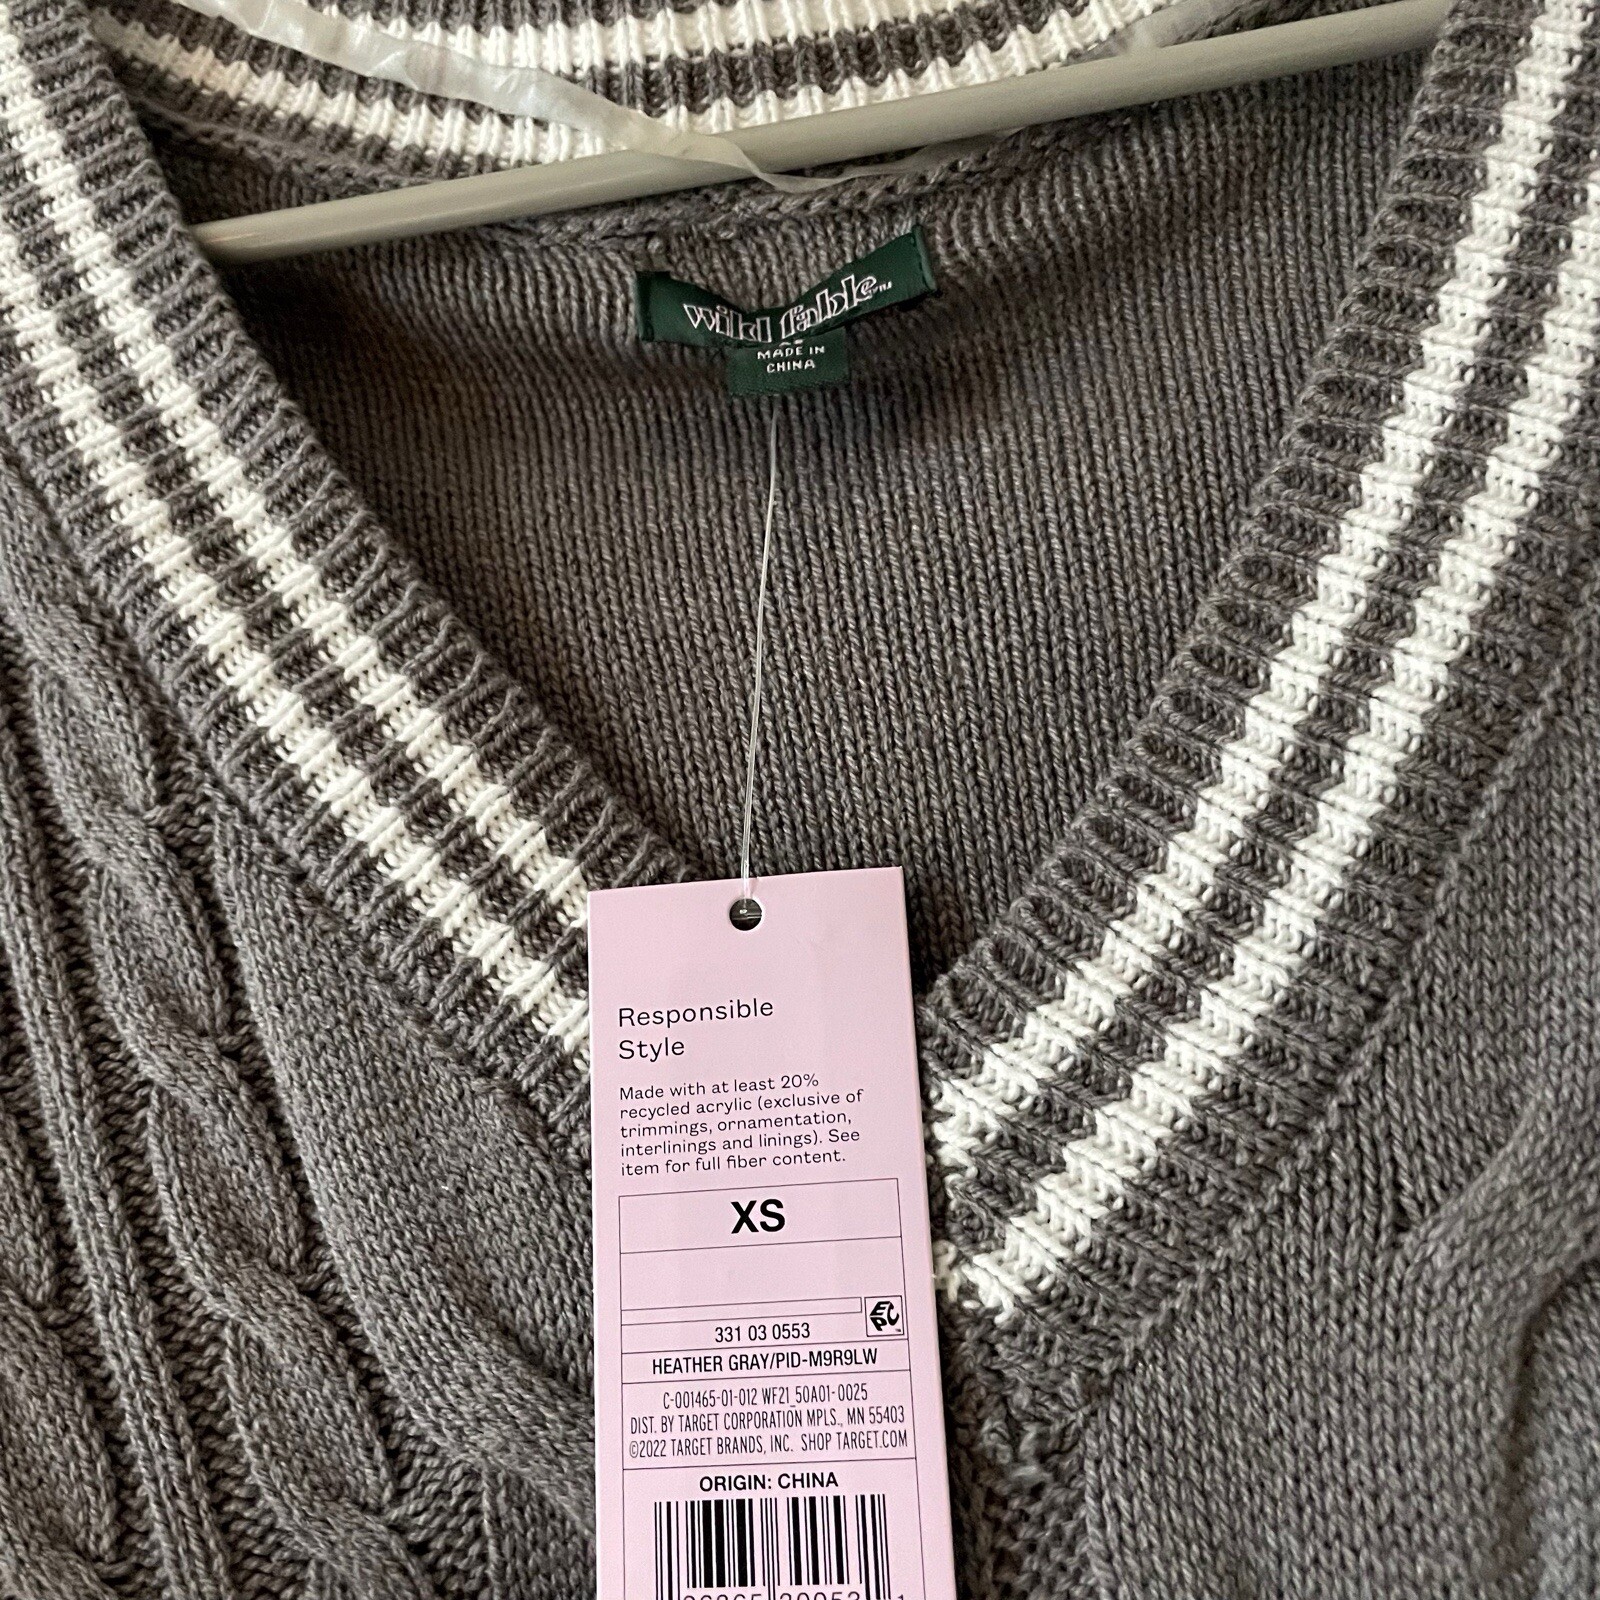 wild fable™
MADE IN
CHINA
Responsible
Style
Made with at least 20%
recycled acrylic (exclusive of
trimmings, ornamentation,
interlinings and linings). See
item for full fiber content.
XS
EPC™
331 03 0553
HEATHER GRAY/PID-M9R9LW
C-001465-01-012 WF21_50A01-0025
DIST. BY TARGET CORPORATION MPLS., MN 55403
©2022 TARGET BRANDS, INC. SHOP TARGET.COM
ORIGIN: CHINA